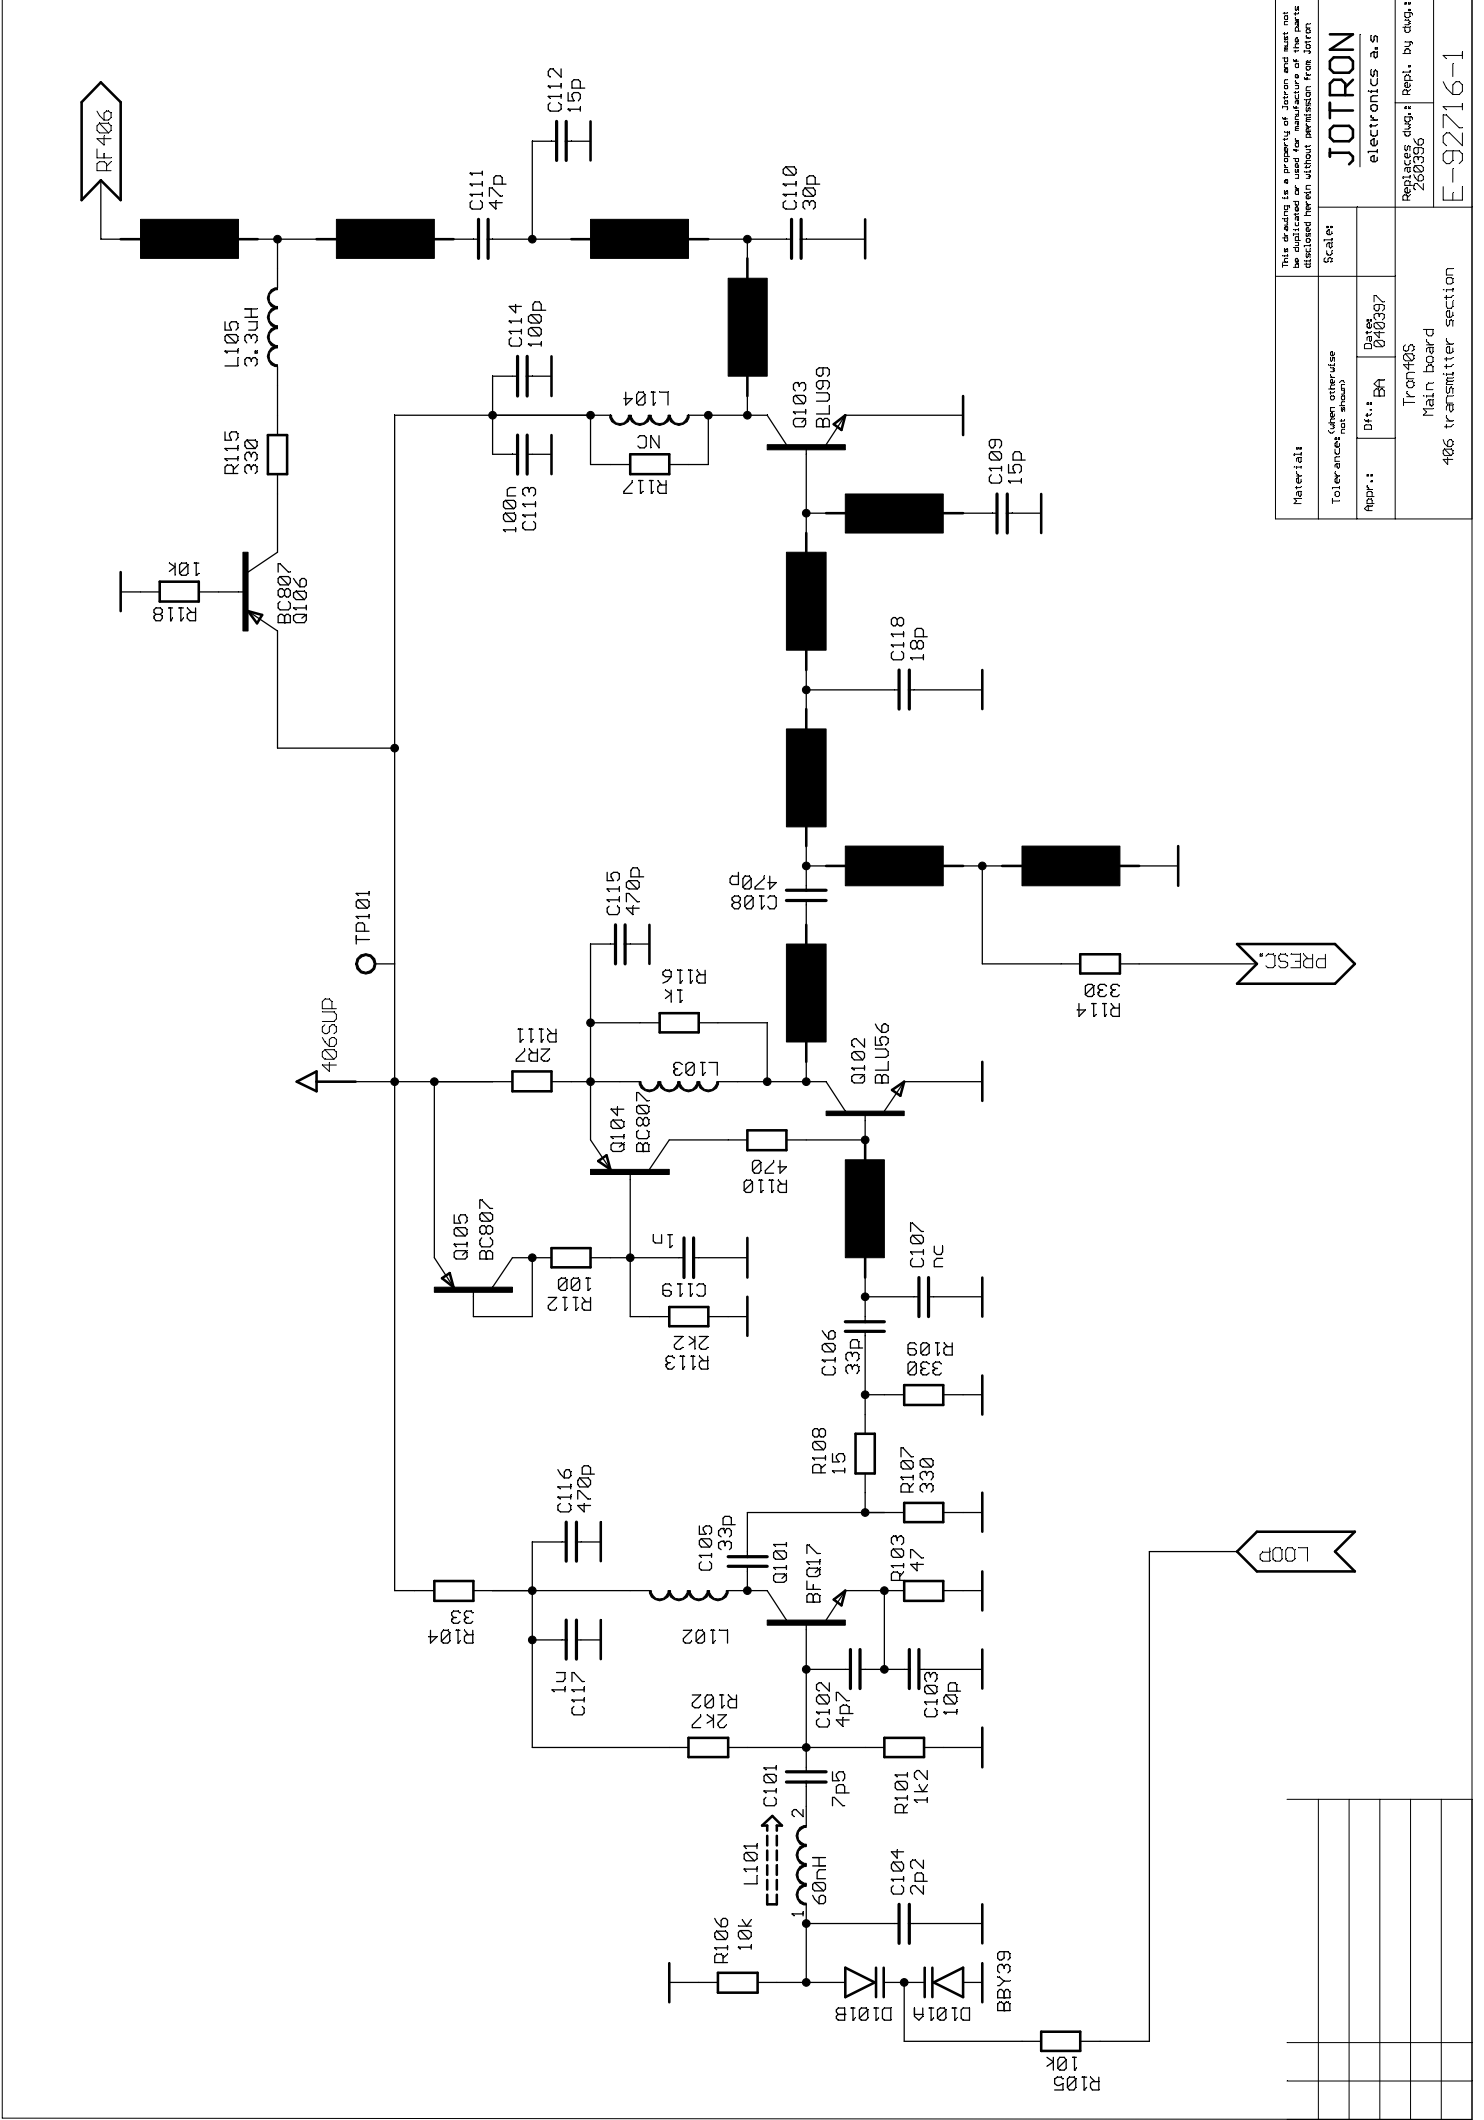 RF406
C112
15p
C111
47p
C110
30p
L105
3.3uH
R115
330
C114
100p
L104
NC
R117
100n
C113
Q103
BLU99
C109
15p
R118
10k
BC807
Q106
C118
18p
TP101
406SUP
C115
470p
C108
470p
R116
1k
R111
2R7
L103
Q102
BLU56
R114
330
PRESC.
Q104
BC807
R110
470
Q105
BC807
R112
100
C119
1n
R113
2k2
C107
nc
C106
33p
R109
330
R108
15
R107
330
C116
470p
R104
33
C105
33p
Q101
BFQ17
R103
47
L102
1n
C117
R102
2k7
C102
4p7
C103
10p
C101
7p5
R101
1k2
L101
1
2
60nH
C104
2p2
R106
10k
D101B
D101A
BBY39
R105
10k
LOOP
This drawing is a property of Jotron and must not
be duplicated or used for manufacture of the parts
disclosed herein without permission from Jotron
Material:
Tolerance: (when otherwise
not shown)
Scale:
JOTRON
electronics a.s
Appr.:
Dft.:
BA
Date:
040397
Replaces dwg.:
260396
Repl. by dwg.:
Tron40S
Main board
406 transmitter section
E-92716-1